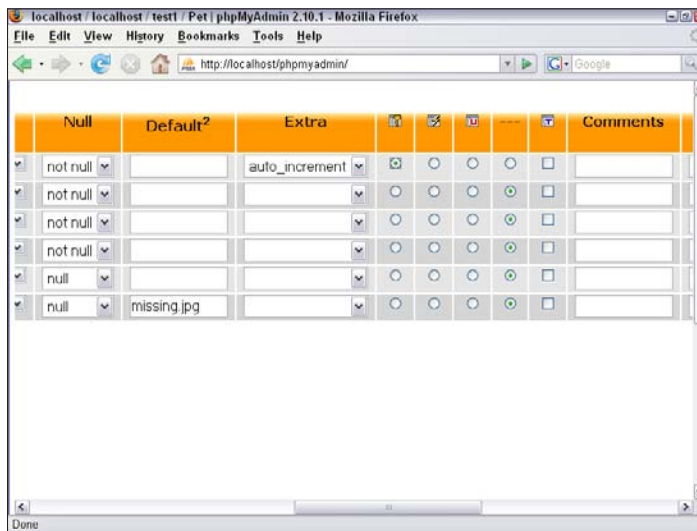 localhost / localhost / test1 / Pet | phpMyAdmin 2.10.1 - Mozilla Firefox
File Edit View History Bookmarks Tools Help
http://localhost/phpmyadmin/ G Google
Null Default² Extra U --- T Comments
not null auto_increment
not null
not null
not null
null
null missing.jpg
Done